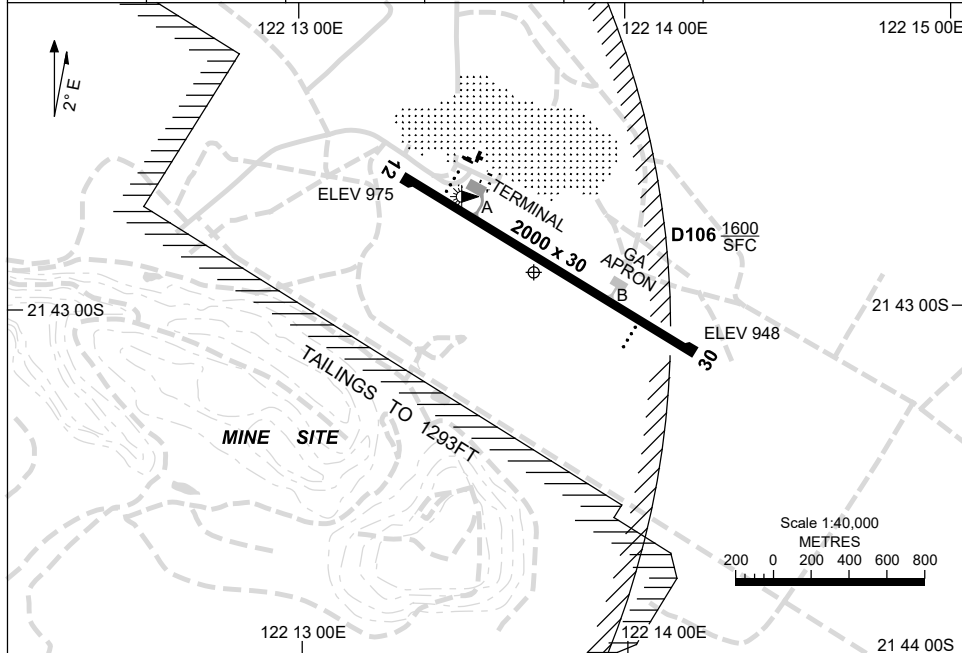 122 13 00E
122 14 00E
122 15 00E
2° E
12
ELEV 975
TERMINAL
A
2000 x 30
D106 1600
SFC
GA
APRON
B
21 43 00S
21 43 00S
ELEV 948
30
TAILINGS TO 1293FT
MINE SITE
Scale 1:40,000
METRES
200 0 200 400 600 800
122 13 00E
122 14 00E
21 44 00S